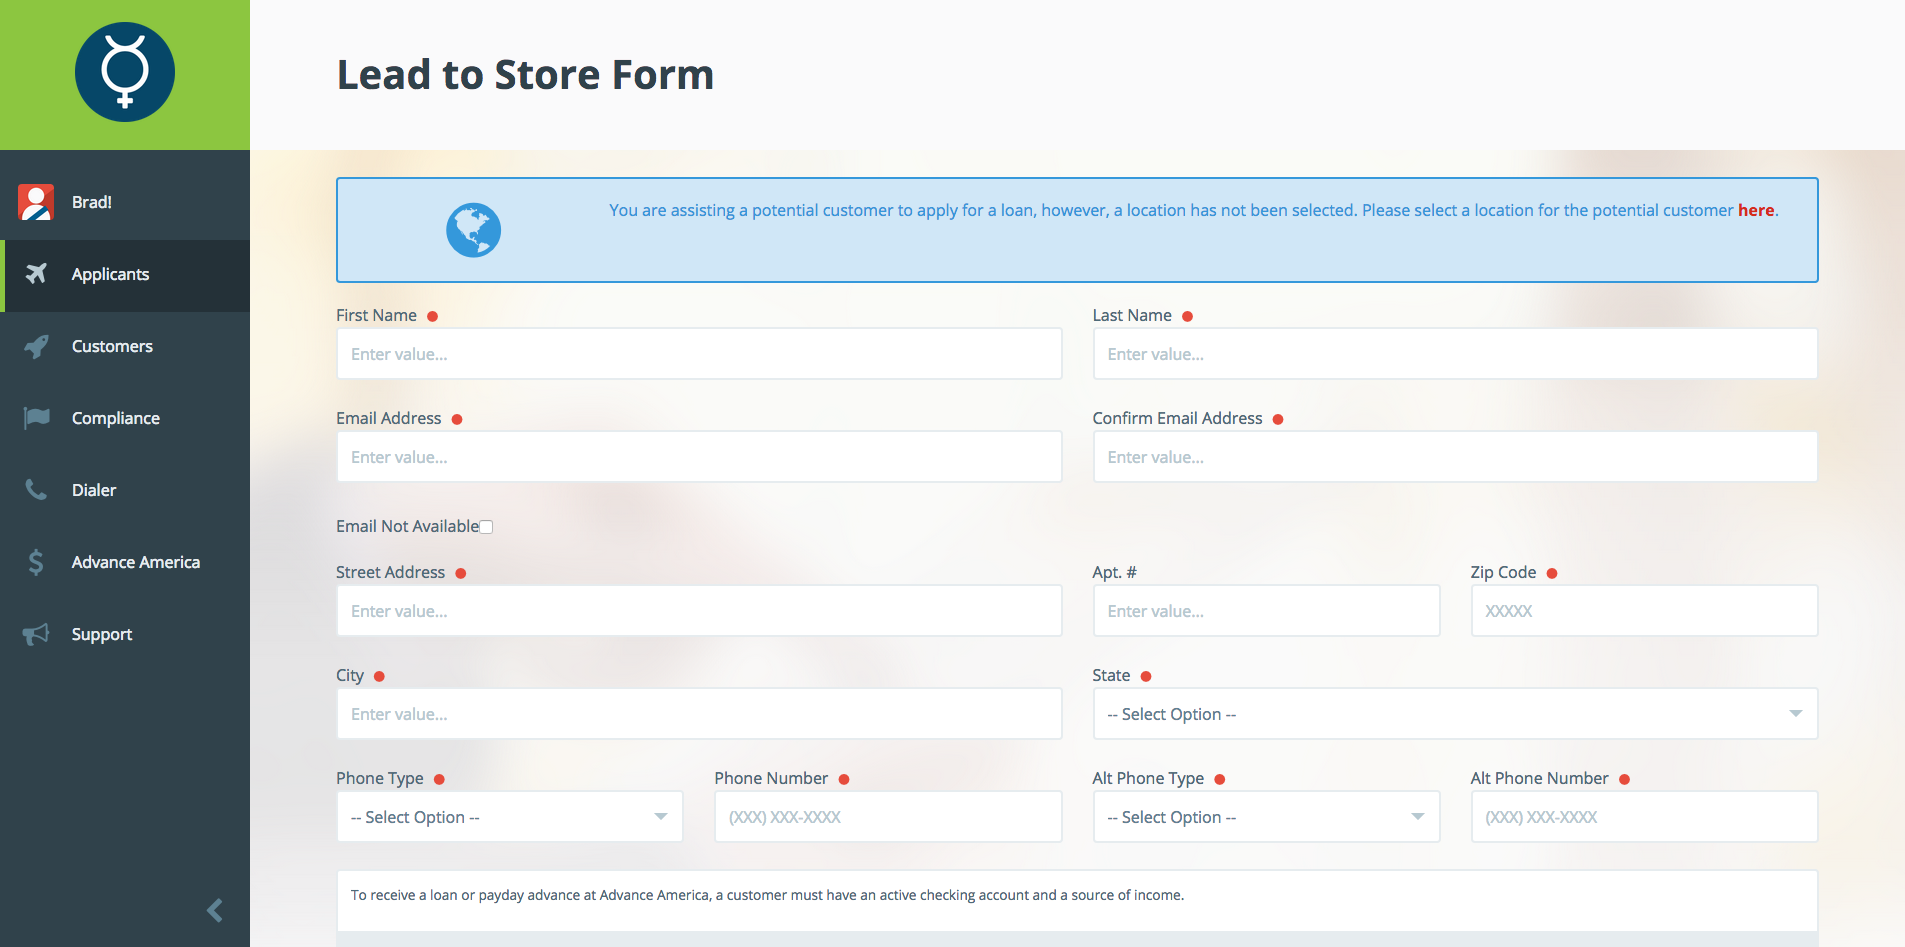 Lead to Store Form
Brad!
Applicants
Customers
Compliance
Dialer
Advance America
Support
You are assisting a potential customer to apply for a loan, however, a location has not been selected. Please select a location for the potential customer here.
First Name
Last Name
Enter value...
Enter value...
Email Address
Confirm Email Address
Enter value...
Enter value...
Email Not Available
Street Address
Apt. #
Zip Code
Enter value...
Enter value...
XXXXX
City
State
Enter value...
-- Select Option --
Phone Type
Phone Number
Alt Phone Type
Alt Phone Number
-- Select Option --
(XXX) XXX-XXXX
-- Select Option --
(XXX) XXX-XXXX
To receive a loan or payday advance at Advance America, a customer must have an active checking account and a source of income.